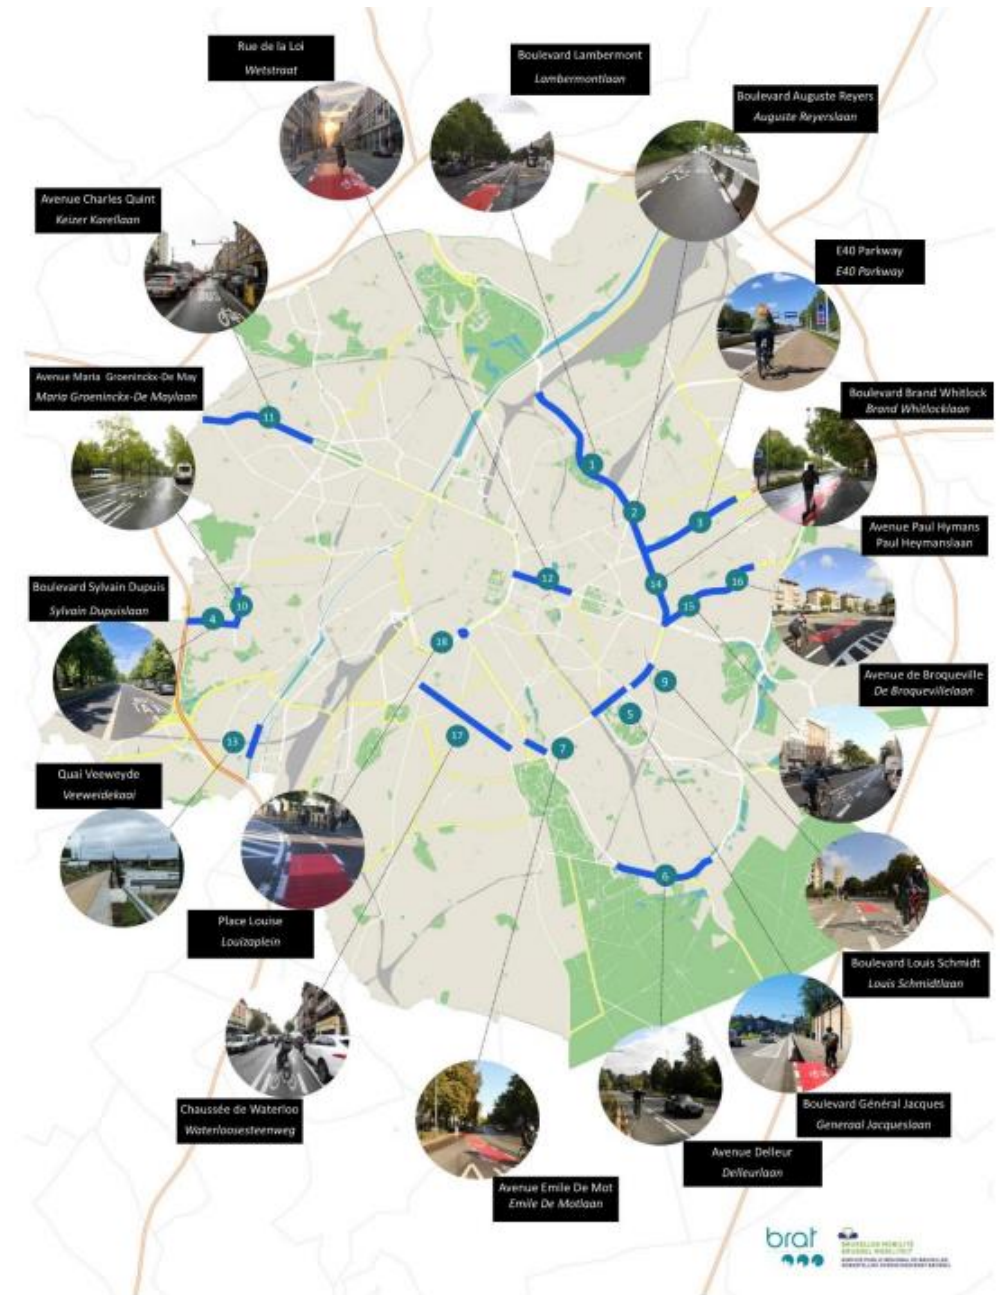 Rue de la Loi
Wetstraat
Boulevard Lambermont
Lambermontlaan
Boulevard Auguste Reyers
Auguste Reyerslaan
Avenue Charles Quint
Keizer Karellaan
E40 Parkway
E40 Parkway
Avenue Maria Groeninckx-De May
Maria Groeninckx-De Maylaan
Boulevard Brand Whitlock
Brand Whitlocklaan
Avenue Paul Hymans
Paul Heymanslaan
Boulevard Sylvain Dupuis
Sylvain Dupuislaan
Avenue de Broqueville
De Broquevillelaan
Quai Veeweyde
Veeweidekaai
Place Louise
Louizaplein
Boulevard Louis Schmidt
Louis Schmidtlaan
Chaussée de Waterloo
Waterloosesteenweg
Boulevard Général Jacques
Generaal Jacqueslaan
Avenue Delleur
Delleurlaan
Avenue Emile De Mot
Emile De Motlaan
11
1
2
3
12
14
16
15
10
4
18
9
5
13
17
7
6
brat
BRUXELLES MOBILITÉ
BRUSSEL MOBILITEIT